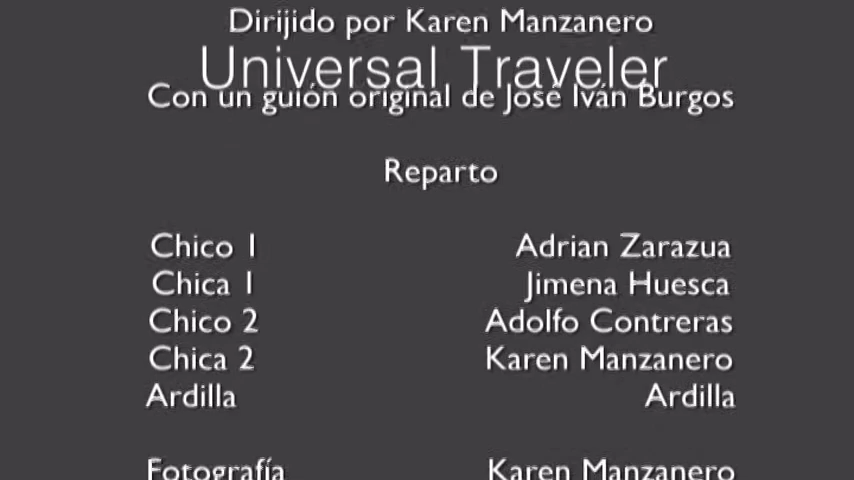 Dirijido por Karen Manzanero
Universal Traveler
Con un guión original de José Iván Burgos
Reparto
Chico 1 Adrian Zarazua
Chica 1 Jimena Huesca
Chico 2 Adolfo Contreras
Chica 2 Karen Manzanero
Ardilla Ardilla
Fotografía Karen Manzanero